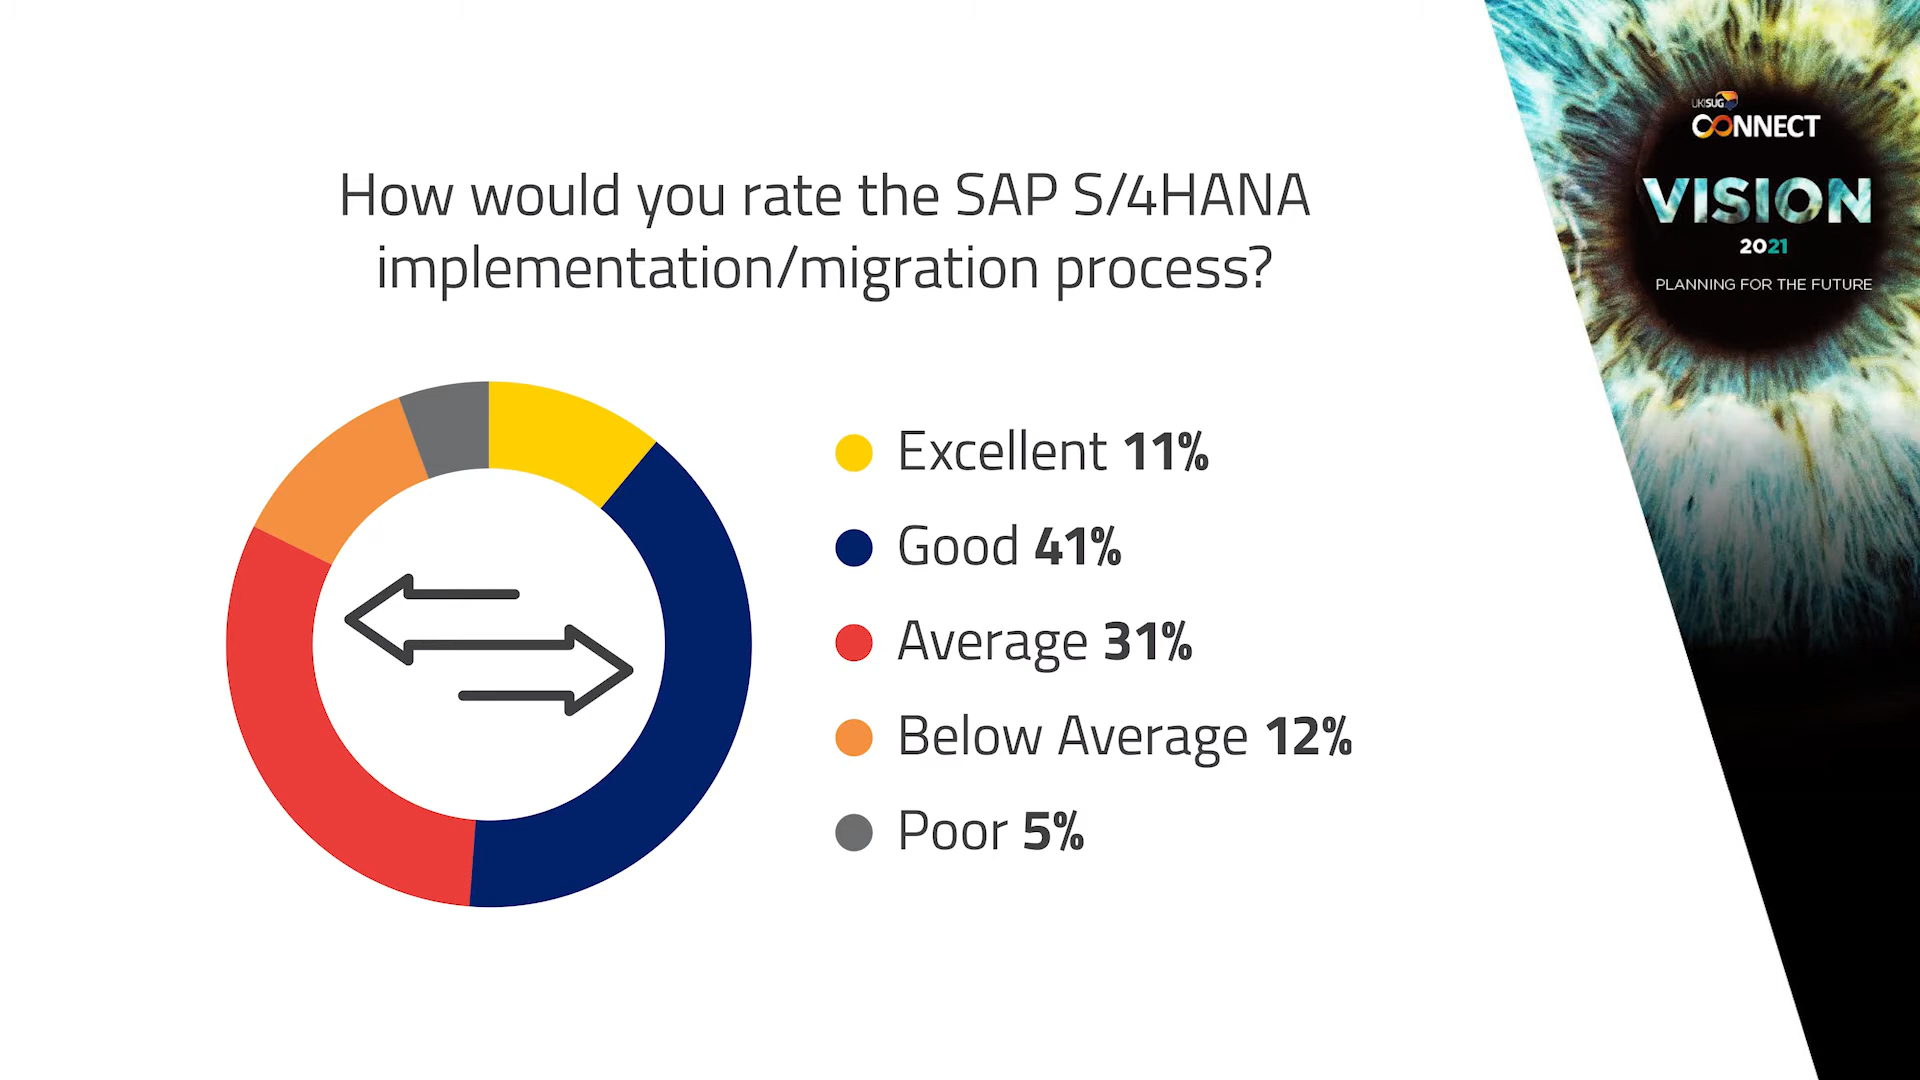 How would you rate the SAP S/4HANA
implementation/migration process?
Excellent 11%
Good 41%
Average 31%
Below Average 12%
Poor 5%
UKISUG
CONNECT
VISION
2021
PLANNING FOR THE FUTURE